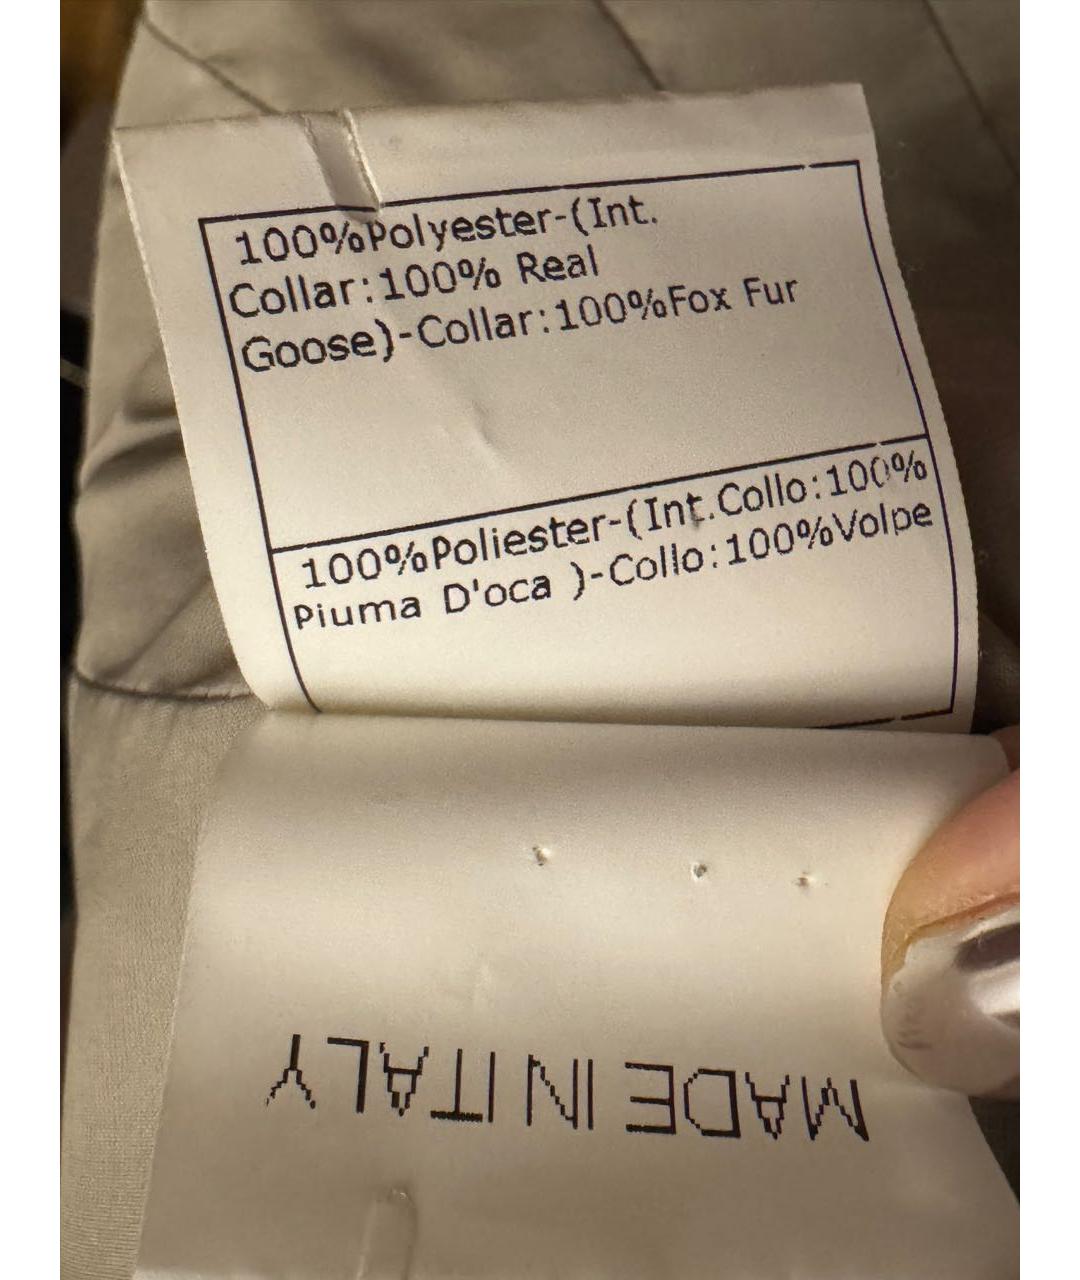 100%Polyester-(Int.
Collar:100% Real
Goose)-Collar:100%Fox Fur
100%Poliester-(Int.Collo:100%
Piuma D'oca )-Collo:100%Volpe
MADE IN ITALY